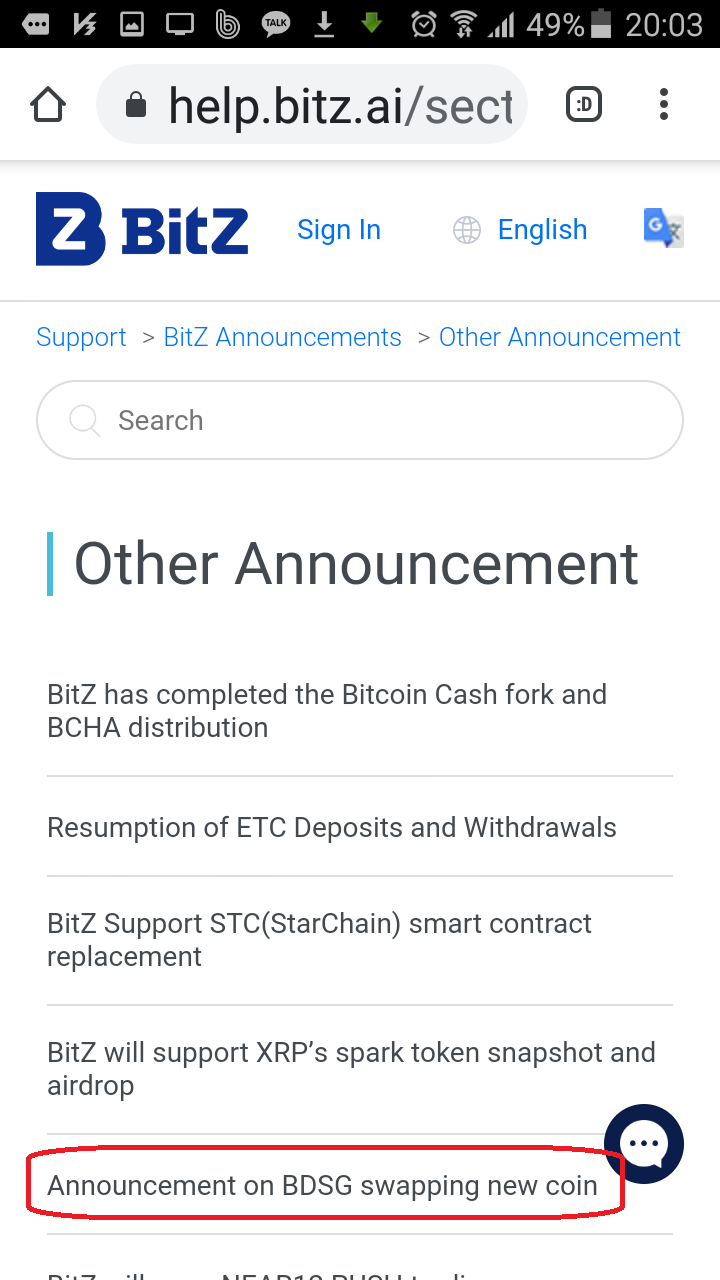 TALK 49% 20:03
help.bitz.ai/sect :D
BitZ Sign In English G
Support > BitZ Announcements > Other Announcement
Search
Other Announcement
BitZ has completed the Bitcoin Cash fork and
BCHA distribution
Resumption of ETC Deposits and Withdrawals
BitZ Support STC(StarChain) smart contract
replacement
BitZ will support XRP’s spark token snapshot and
airdrop
Announcement on BDSG swapping new coin